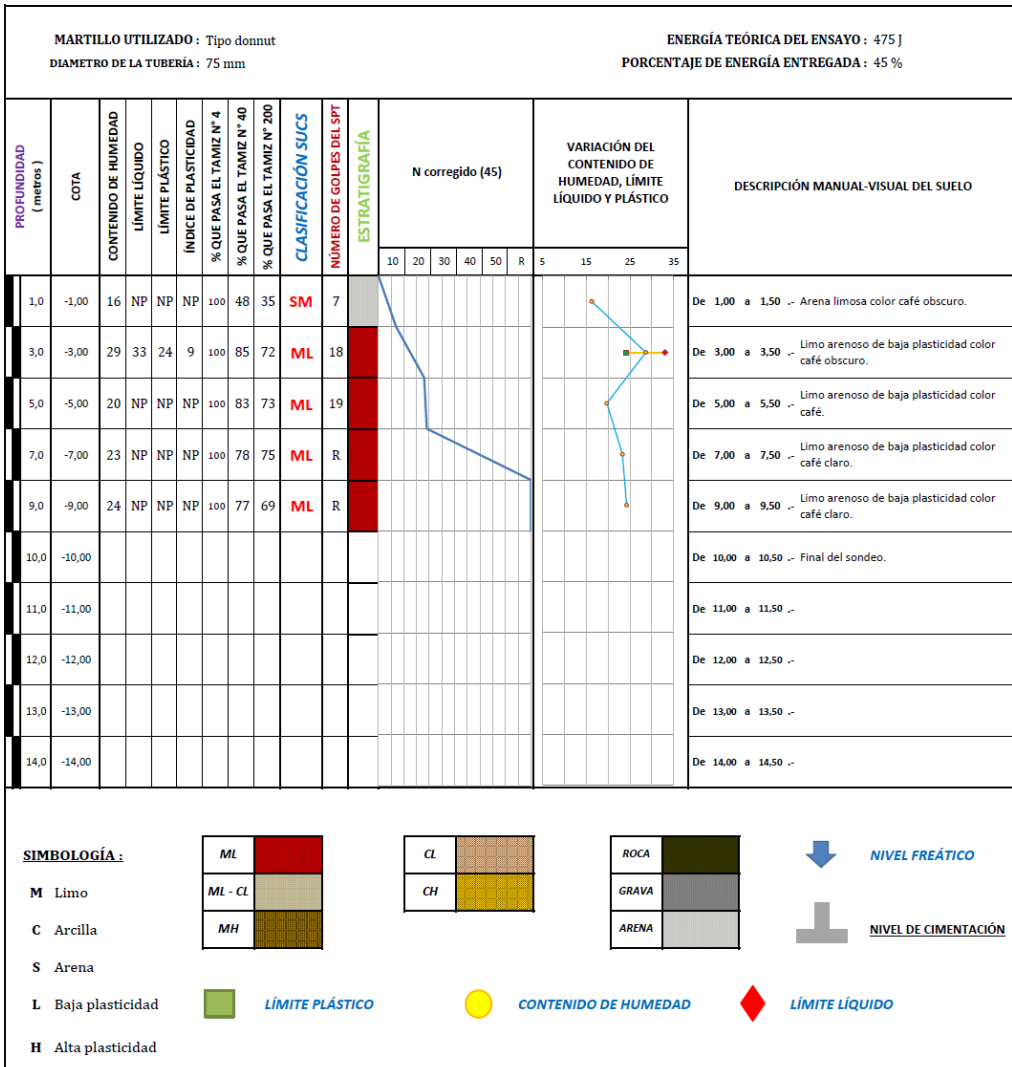 MARTILLO UTILIZADO : Tipo donnut
ENERGÍA TEÓRICA DEL ENSAYO : 475 J
DIAMETRO DE LA TUBERÍA : 75 mm
PORCENTAJE DE ENERGÍA ENTREGADA : 45 %
PROFUNDIDAD ( metros )
COTA
CONTENIDO DE HUMEDAD
LÍMITE LÍQUIDO
LÍMITE PLÁSTICO
ÍNDICE DE PLASTICIDAD
% QUE PASA EL TAMIZ N° 4
% QUE PASA EL TAMIZ N° 40
% QUE PASA EL TAMIZ N° 200
CLASIFICACIÓN SUCS
NÚMERO DE GOLPES DEL SPT
ESTRATIGRAFÍA
N corregido (45)
VARIACIÓN DEL
CONTENIDO DE
HUMEDAD, LÍMITE
LÍQUIDO Y PLÁSTICO
DESCRIPCIÓN MANUAL-VISUAL DEL SUELO
10 20 30 40 50 R
5 15 25 35
1,0 -1,00 16 NP NP NP 100 48 35 SM 7 De 1,00 a 1,50 .- Arena limosa color café obscuro.
3,0 -3,00 29 33 24 9 100 85 72 ML 18 De 3,00 a 3,50 .- Limo arenoso de baja plasticidad color
café obscuro.
5,0 -5,00 20 NP NP NP 100 83 73 ML 19 De 5,00 a 5,50 .- Limo arenoso de baja plasticidad color
café.
7,0 -7,00 23 NP NP NP 100 78 75 ML R De 7,00 a 7,50 .- Limo arenoso de baja plasticidad color
café claro.
9,0 -9,00 24 NP NP NP 100 77 69 ML R De 9,00 a 9,50 .- Limo arenoso de baja plasticidad color
café claro.
10,0 -10,00 De 10,00 a 10,50 .- Final del sondeo.
11,0 -11,00 De 11,00 a 11,50 .-
12,0 -12,00 De 12,00 a 12,50 .-
13,0 -13,00 De 13,00 a 13,50 .-
14,0 -14,00 De 14,00 a 14,50 .-
SIMBOLOGÍA :
M Limo
C Arcilla
S Arena
L Baja plasticidad
H Alta plasticidad
ML
ML - CL
MH
CL
CH
ROCA
GRAVA
ARENA
NIVEL FREÁTICO
NIVEL DE CIMENTACIÓN
LÍMITE PLÁSTICO
CONTENIDO DE HUMEDAD
LÍMITE LÍQUIDO